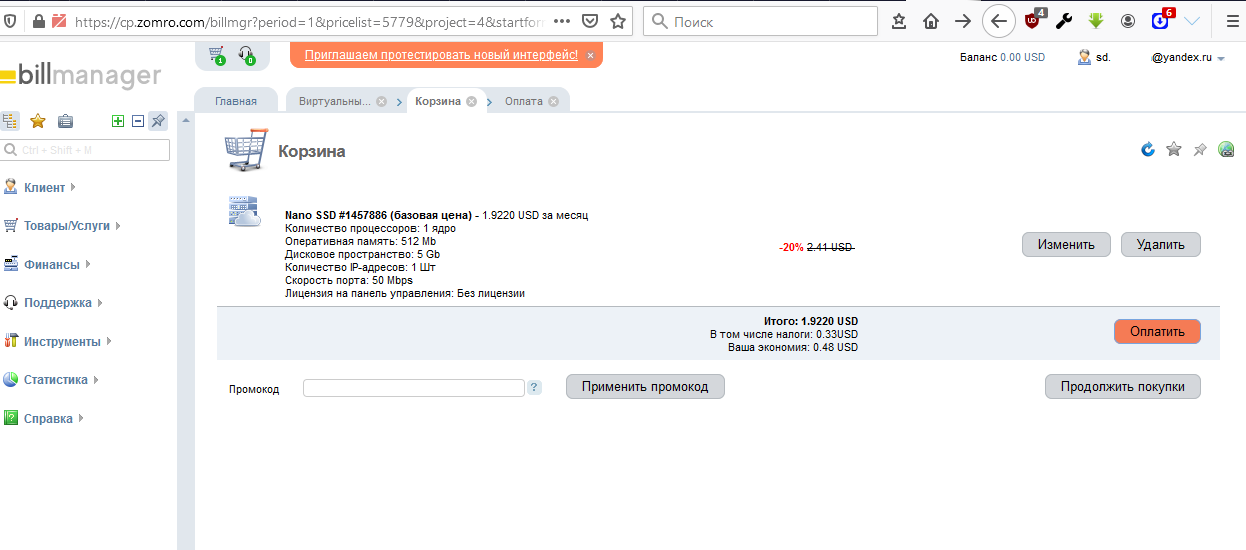 https://cp.zomro.com/billmgr?period=1&pricelist=5779&project=4&startfor
Поиск
4
6
1
0
Приглашаем протестировать новый интерфейс!
Баланс 0.00 USD
sd.
@yandex.ru
billmanager
Главная
Виртуальны...
Корзина
Оплата
Ctrl + Shift + M
Корзина
Клиент
Товары/Услуги
Финансы
Поддержка
Инструменты
Статистика
Справка
Nano SSD #1457886 (базовая цена) - 1.9220 USD за месяц
Количество процессоров: 1 ядро
Оперативная память: 512 Mb
Дисковое пространство: 5 Gb
Количество IP-адресов: 1 Шт
Скорость порта: 50 Mbps
Лицензия на панель управления: Без лицензии
-20% 2.41 USD
Изменить
Удалить
Итого: 1.9220 USD
В том числе налоги: 0.33USD
Ваша экономия: 0.48 USD
Оплатить
Промокод
?
Применить промокод
Продолжить покупки